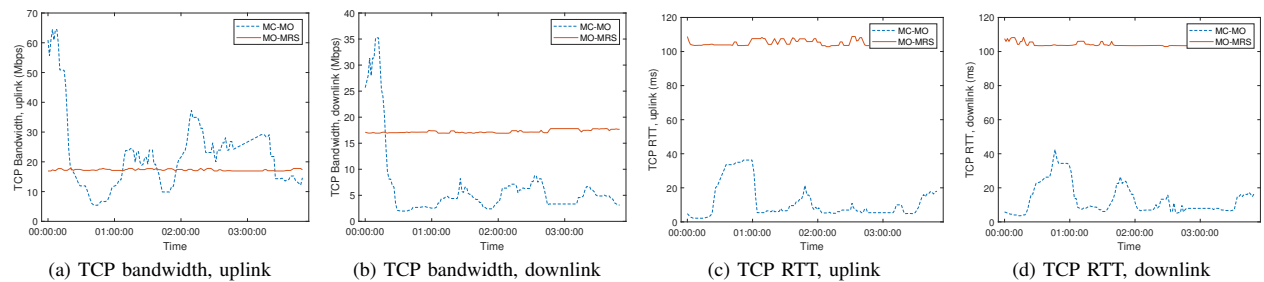 TCP Bandwidth, uplink (Mbps)
70
60
50
40
30
20
10
0
00:00:00 01:00:00 02:00:00 03:00:00
Time
MC-MO
MO-MRS
(a) TCP bandwidth, uplink
TCP Bandwidth, downlink (Mbps)
40
35
30
25
20
15
10
5
0
00:00:00 01:00:00 02:00:00 03:00:00
Time
MC-MO
MO-MRS
(b) TCP bandwidth, downlink
TCP RTT, uplink (ms)
120
100
80
60
40
20
0
00:00:00 01:00:00 02:00:00 03:00:00
Time
MC-MO
MO-MRS
(c) TCP RTT, uplink
TCP RTT, downlink (ms)
120
100
80
60
40
20
0
00:00:00 01:00:00 02:00:00 03:00:00
Time
MC-MO
MO-MRS
(d) TCP RTT, downlink